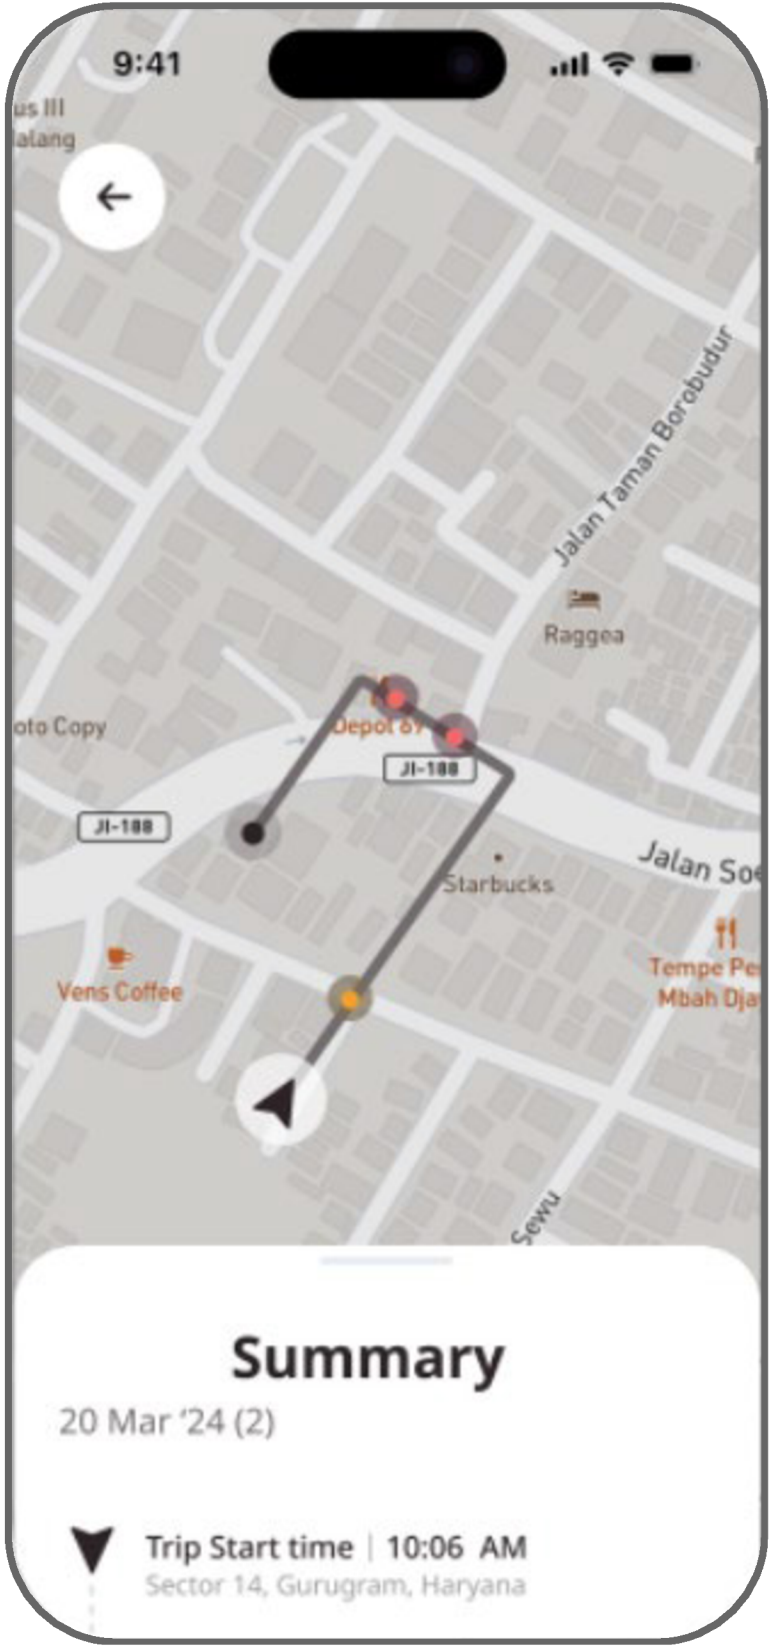 9:41
us III
alang
Jalan Taman Borobudur
Raggea
oto Copy
Depot 69
JI-188
JI-188
Jalan Soe
Starbucks
Tempe Pe
Mbah Dja
Vens Coffee
Sewu
Summary
20 Mar ‘24 (2)
Trip Start time | 10:06 AM
Sector 14, Gurugram, Haryana